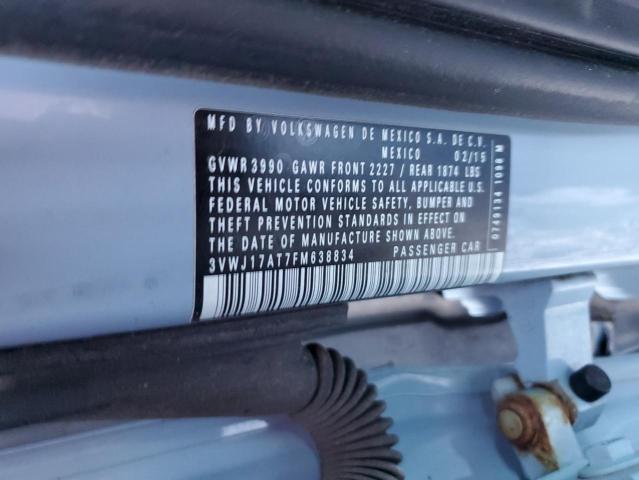 MFD BY VOLKSWAGEN DE MEXICO S.A. DE C.V.
MEXICO 02/15
GVWR 3990 GAWR FRONT 2227 / REAR 1874 LBS
THIS VEHICLE CONFORMS TO ALL APPLICABLE U.S.
FEDERAL MOTOR VEHICLE SAFETY, BUMPER AND
THEFT PREVENTION STANDARDS IN EFFECT ON
THE DATE OF MANUFACTURE SHOWN ABOVE.
3VWJ17AT7FM638834 PASSENGER CAR
0749134 1098 M